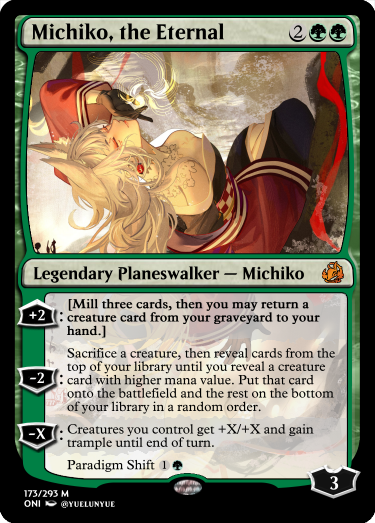 Michiko, the Eternal 2
Legendary Planeswalker — Michiko
+2: [Mill three cards, then you may return a
creature card from your graveyard to your
hand.]
Sacrifice a creature, then reveal cards from the
top of your library until you reveal a creature
-2: card with higher mana value. Put that card
onto the battlefield and the rest on the bottom
of your library in a random order.
-X: Creatures you control get +X/+X and gain
trample until end of turn.
Paradigm Shift 1
3
173/293 M
ONI @YUELUNYUE